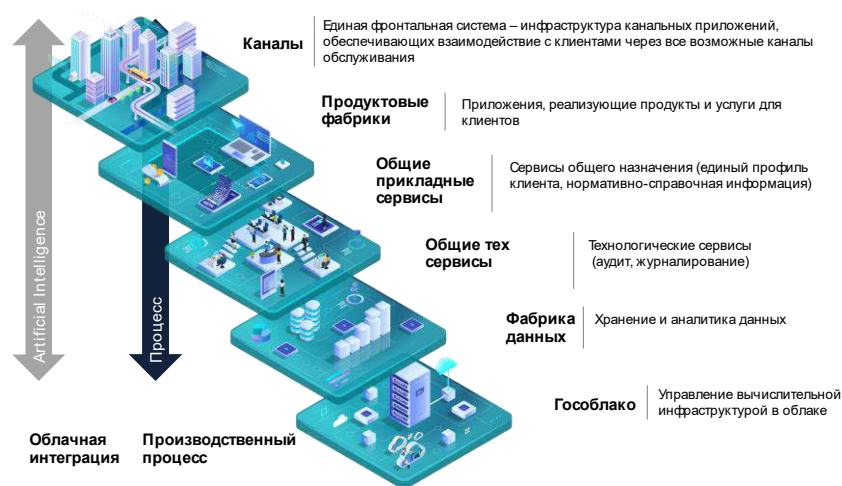 Каналы
Единая фронтальная система – инфраструктура канальных приложений,
обеспечивающих взаимодействие с клиентами через все возможные каналы
обслуживания
Продуктовые
фабрики
Приложения, реализующие продукты и услуги для
клиентов
Общие
прикладные
сервисы
Сервисы общего назначения (единый профиль
клиента, нормативно-справочная информация)
Общие тех
сервисы
Технологические сервисы
(аудит, журналирование)
Фабрика
данных
Хранение и аналитика данных
Гособлако
Управление вычислительной
инфраструктурой в облаке
Artificial Intelligence
Процесс
Облачная
интеграция
Производственный
процесс